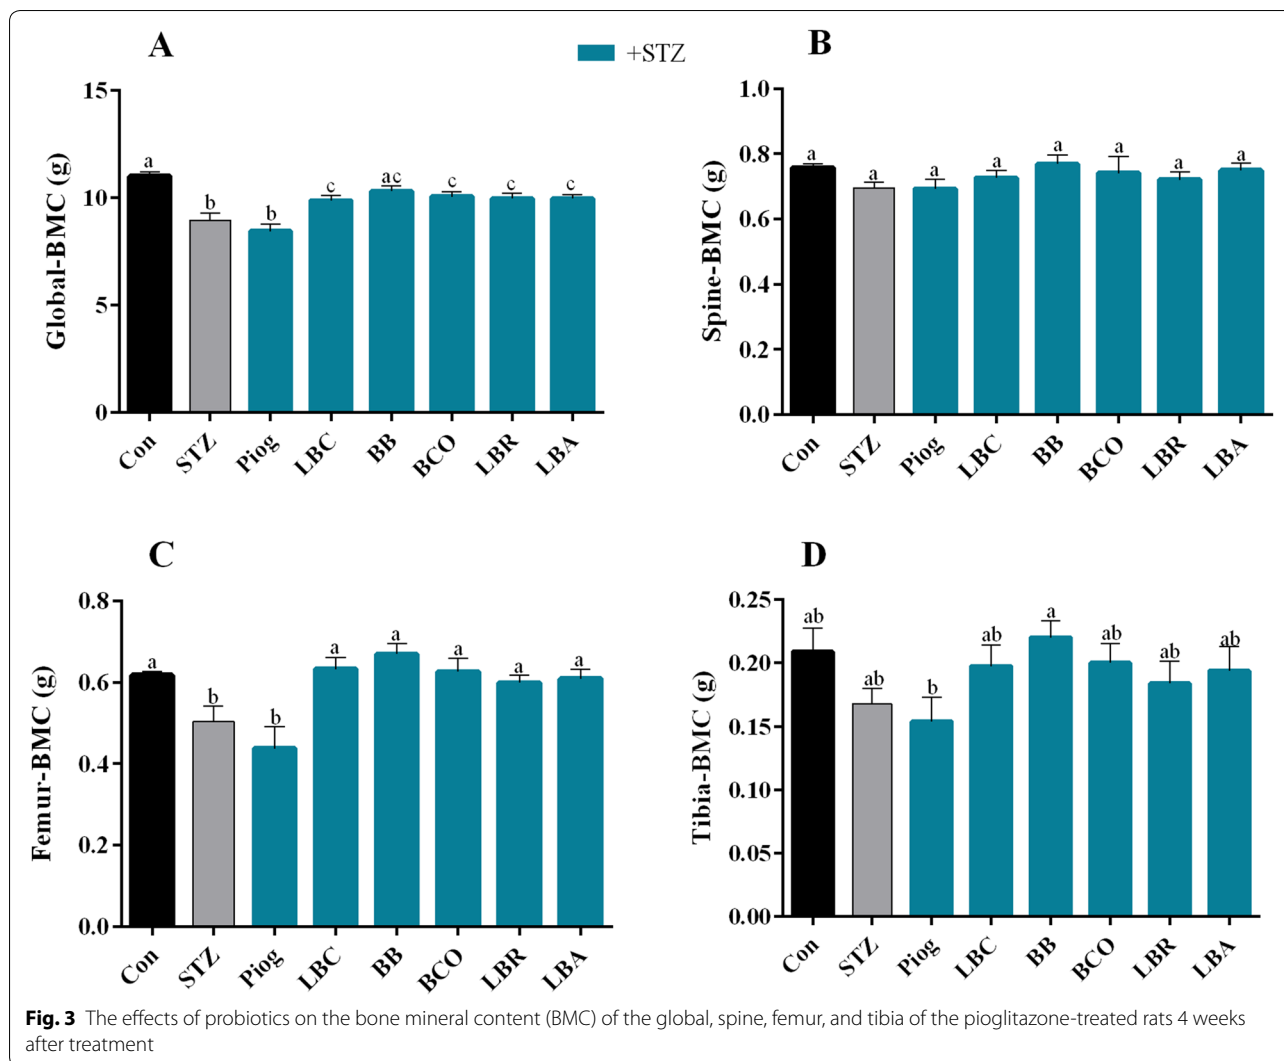 A
+STZ
B
Global-BMC (g)
15
10
5
0
a
b
b
c
ac
c
c
c
Con
STZ
Piog
LBC
BB
BCO
LBR
LBA
Spine-BMC (g)
1.0
0.8
0.6
0.4
0.2
0.0
a
a
a
a
a
a
a
a
Con
STZ
Piog
LBC
BB
BCO
LBR
LBA
C
Femur-BMC (g)
0.8
0.6
0.4
0.2
0.0
a
b
b
a
a
a
a
a
Con
STZ
Piog
LBC
BB
BCO
LBR
LBA
D
Tibia-BMC (g)
0.25
0.20
0.15
0.10
0.05
0.00
ab
ab
b
ab
a
ab
ab
ab
Con
STZ
Piog
LBC
BB
BCO
LBR
LBA
Fig. 3 The effects of probiotics on the bone mineral content (BMC) of the global, spine, femur, and tibia of the pioglitazone-treated rats 4 weeks
after treatment